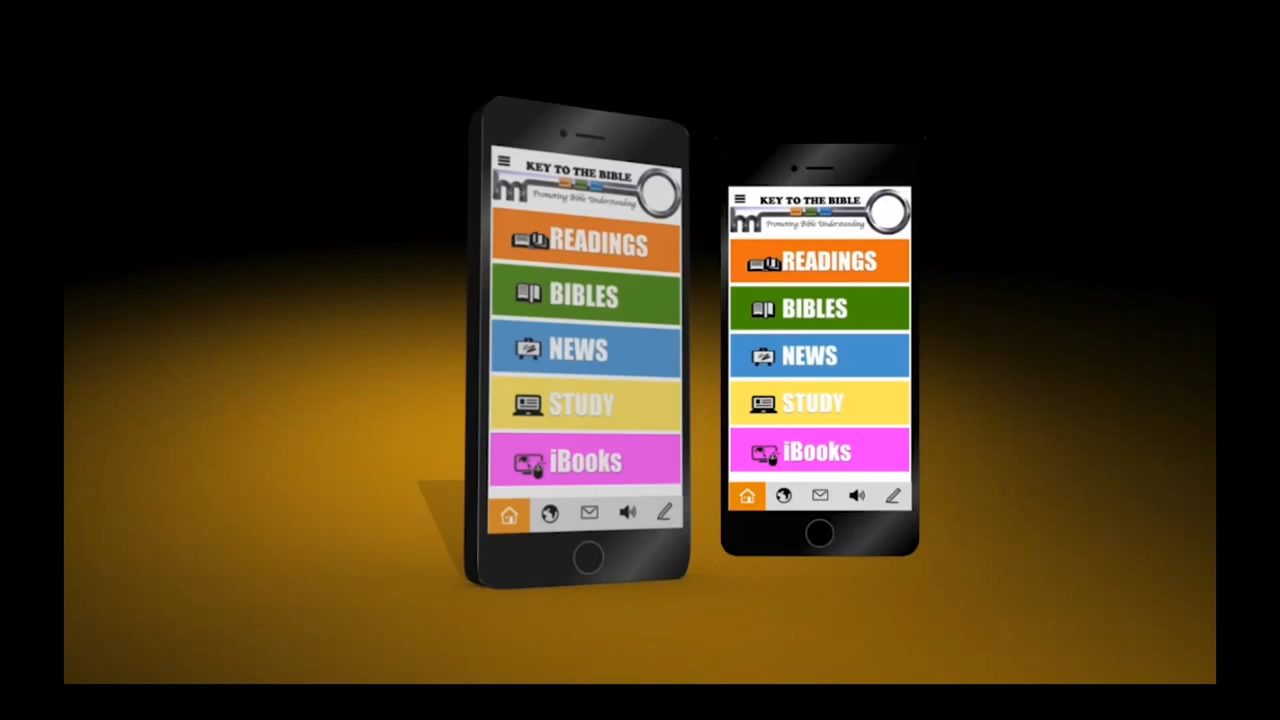 KEY TO THE BIBLE
Promoting Bible Understanding
READINGS
BIBLES
NEWS
STUDY
iBooks
KEY TO THE BIBLE
Promoting Bible Understanding
READINGS
BIBLES
NEWS
STUDY
iBooks